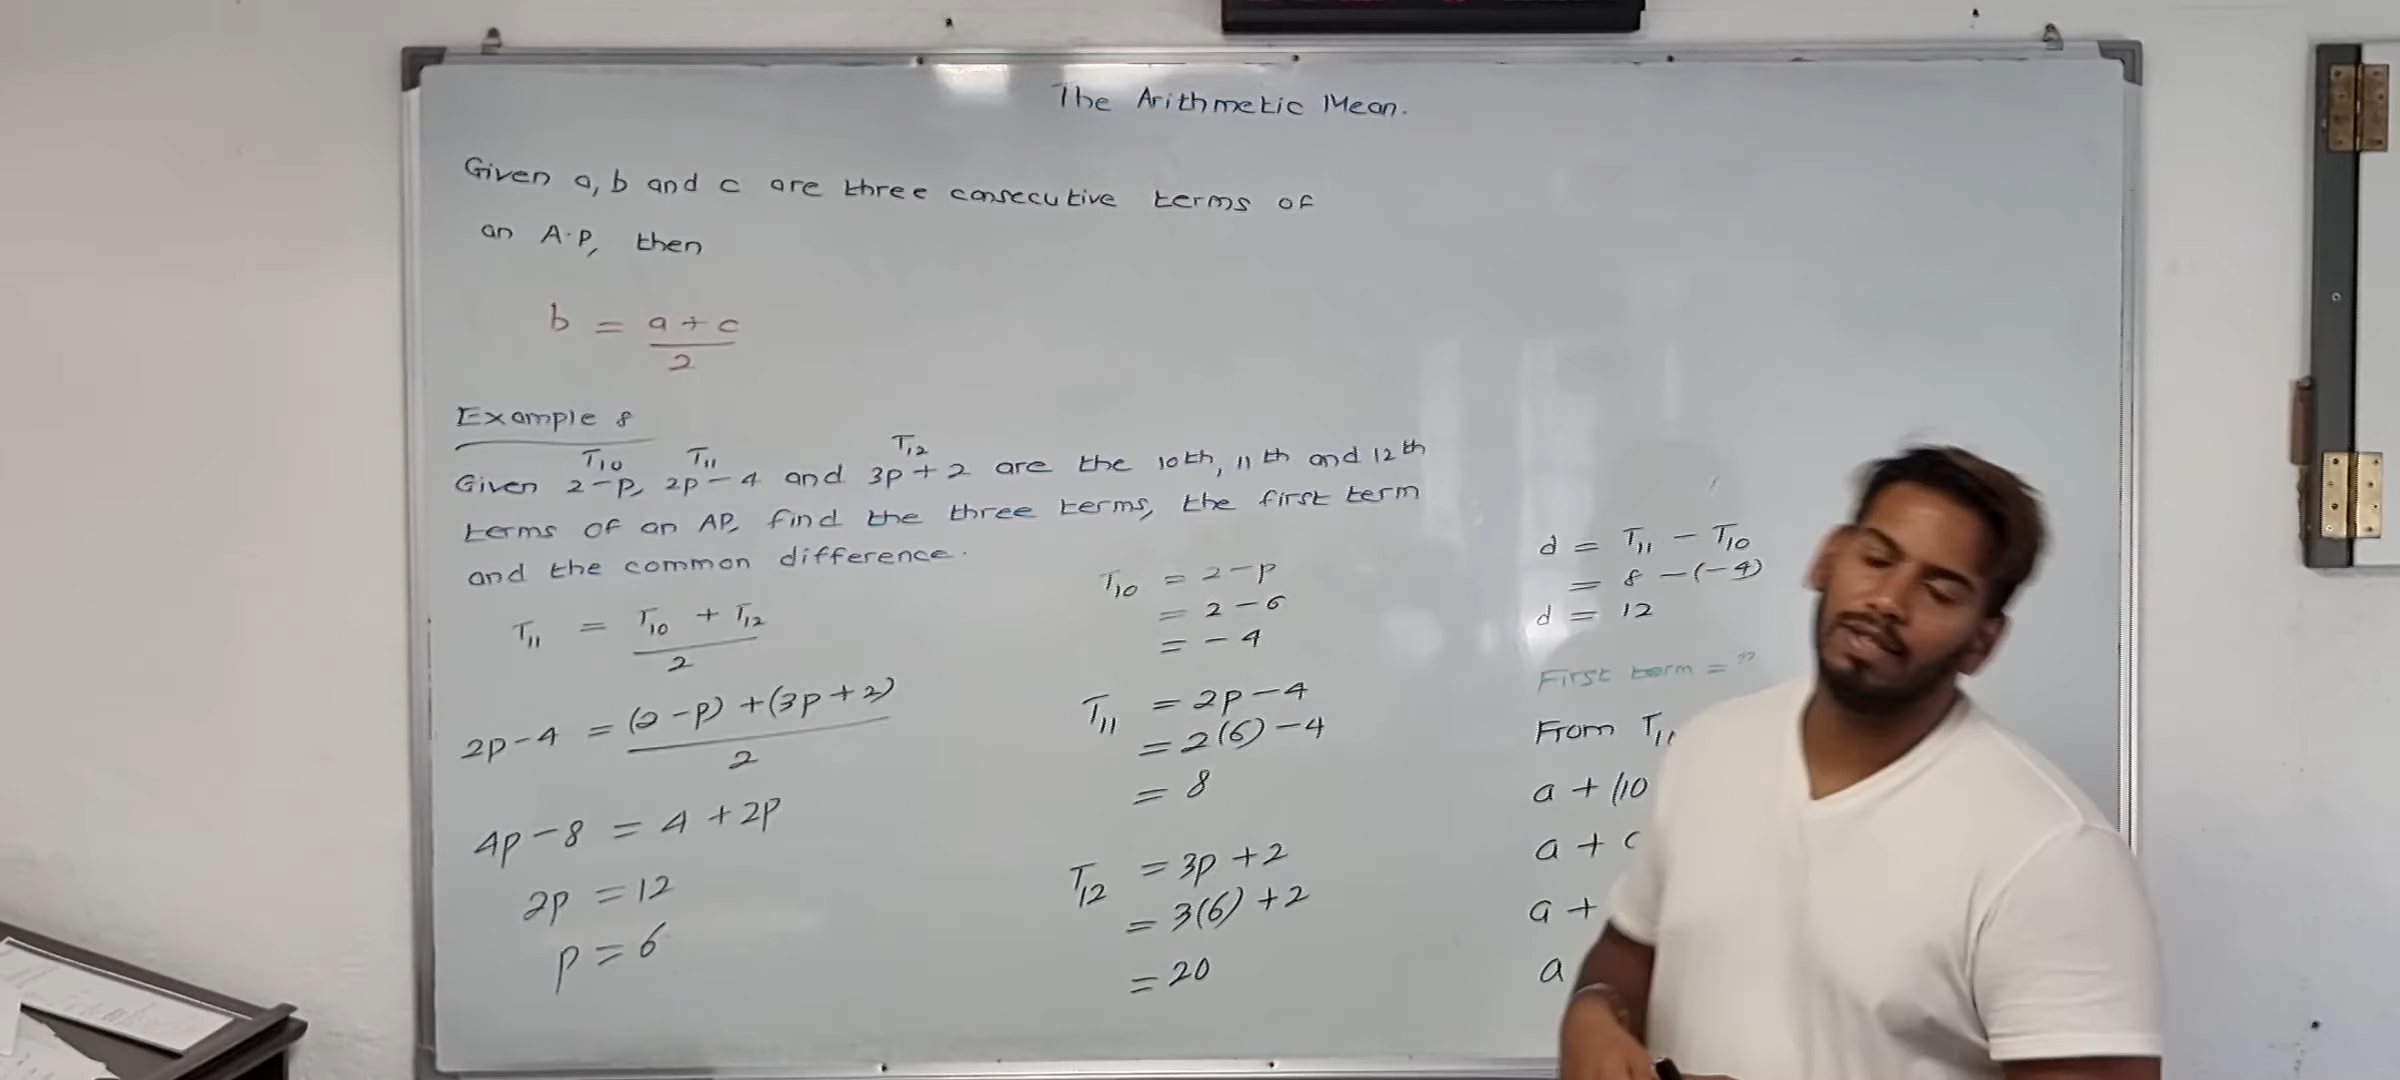 The Arithmetic Mean.
Given a, b and c are three consecutive terms of
an A.P, then
b = a + c
2
Example 8
T10 T11 T12
Given 2-p, 2p-4 and 3p+2 are the 10th, 11th and 12th
terms of an AP, find the three terms, the first term
and the common difference.
T11 = T10 + T12
2
2p-4 = (2-p) + (3p+2)
2
4p-8 = 4 + 2p
2p = 12
p = 6
T10 = 2-p
= 2-6
= -4
T11 = 2p-4
= 2(6)-4
= 8
T12 = 3p+2
= 3(6)+2
= 20
d = T11 - T10
= 8-(-4)
d = 12
First term =
From T11
a + (10
a +
a +
a